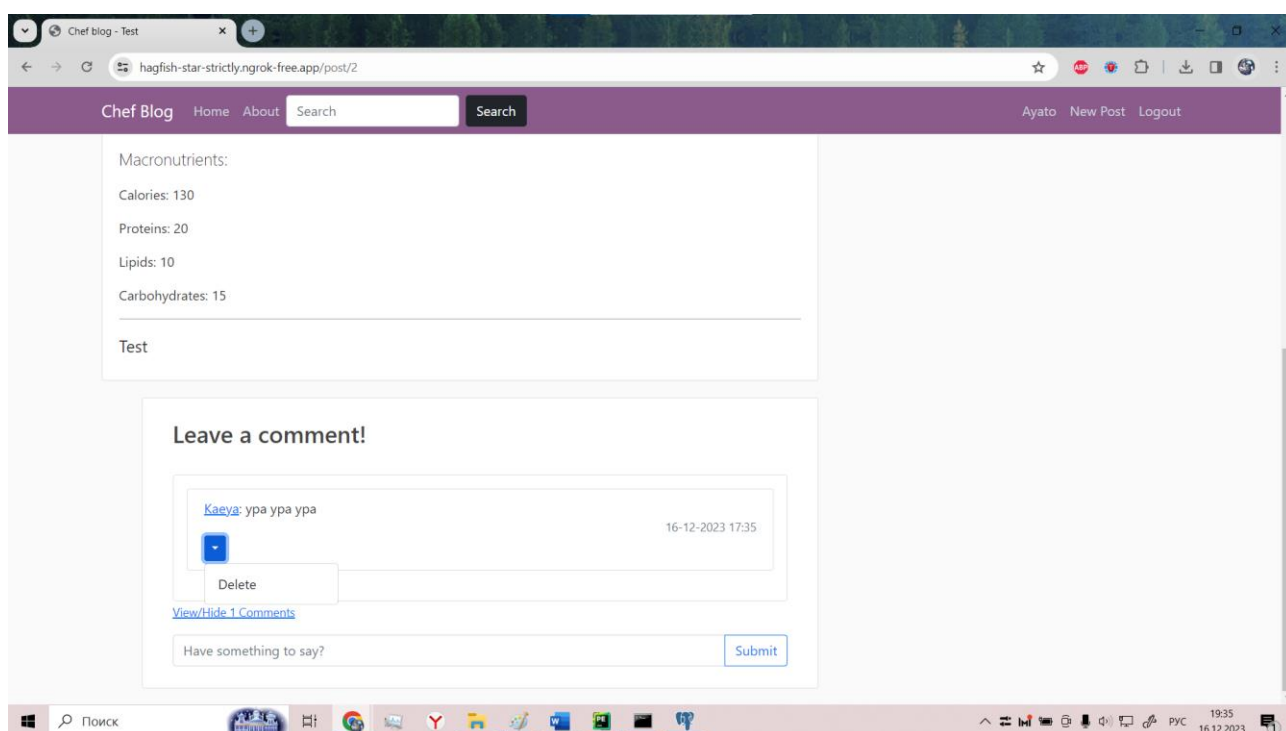 Chef blog - Test
hagfish-star-strictly.ngrok-free.app/post/2
ABP
Chef Blog Home About Search Search Ayato New Post Logout
Macronutrients:
Calories: 130
Proteins: 20
Lipids: 10
Carbohydrates: 15
Test
Leave a comment!
Kaeya: ура ура ура
16-12-2023 17:35
Delete
View/Hide 1 Comments
Have something to say? Submit
Поиск
РУС
19:35
16.12.2023